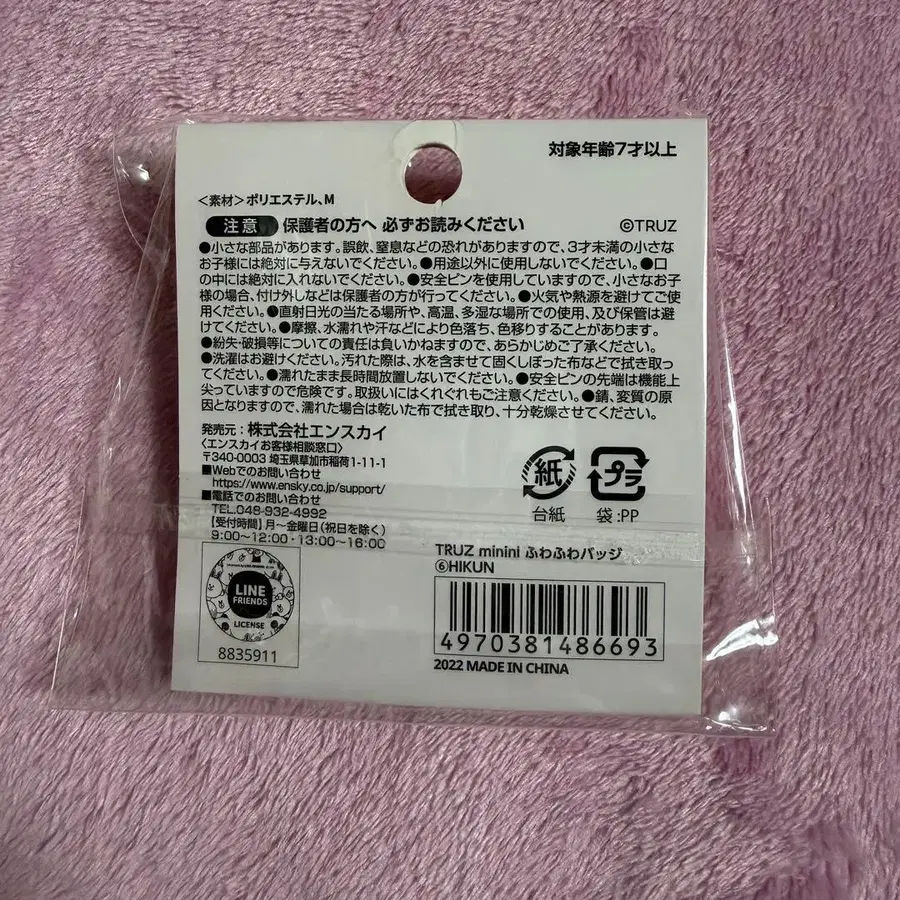 対象年齢7才以上
<素材>ポリエステル、M
注意 保護者の方へ 必ずお読みください
©TRUZ
●小さな部品があります。誤飲、窒息などの恐れがありますので、3才未満の小さな
お子様には絶対に与えないでください。●用途以外に使用しないでください。●口
の中には絶対に入れないでください。●安全ピンを使用していますので、小さなお子
様の場合、付け外しなどは保護者の方が行ってください。●火気や熱源を避けてご使
用ください。●直射日光の当たる場所や、高温、多湿な場所での使用、及び保管は避
けてください。●摩擦、水濡れや汗などにより色落ち、色移りすることがあります。
●紛失・破損等についての責任は負いかねますので、あらかじめご了承ください。
●洗濯はお避けください。汚れた際は、水を含ませて固くしぼった布などで拭き取っ
てください。●濡れたまま長時間放置しないでください。●安全ピンの先端は機能上
尖っていますので危険です。取扱いにはくれぐれもご注意ください。●錆、変質の原
因となりますので、濡れた場合は乾いた布で拭き取り、十分乾燥させてください。
発売元:株式会社エンスカイ
〈エンスカイお客様相談窓口〉
〒340-0003 埼玉県草加市稲荷1-11-1
■Webでのお問い合わせ
https://www.ensky.co.jp/support/
■電話でのお問い合わせ
TEL.048-932-4992
【受付時間】月～金曜日(祝日を除く)
9:00～12:00・13:00～16:00
紙
台紙
プラ
袋:PP
LINE
FRIENDS
LICENSE
8835911
TRUZ minini ふわふわバッジ
⑥HIKUN
4970381486693
2022 MADE IN CHINA